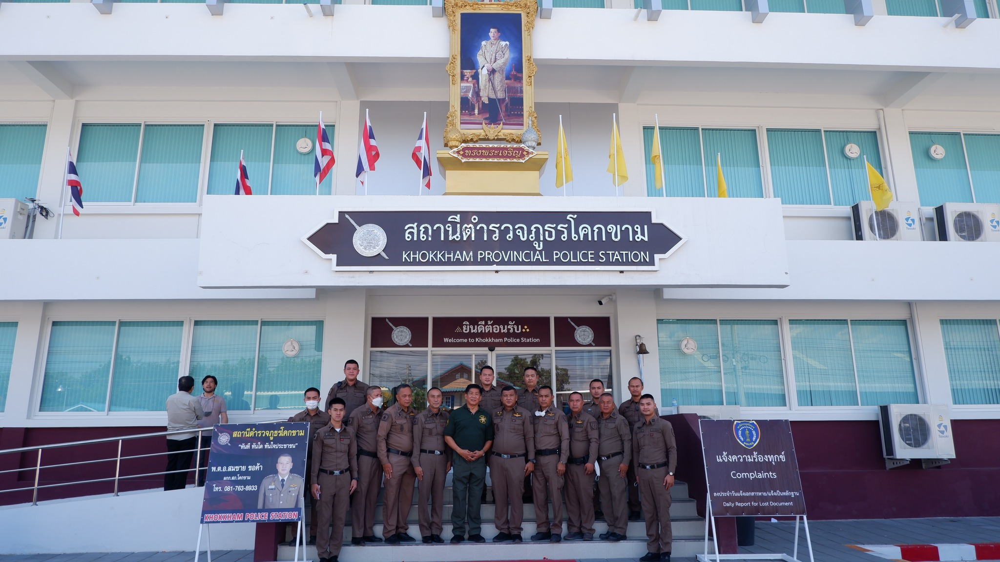 ทรงพระเจริญ
สถานีตำรวจภูธรโคกขาม
KHOKKHAM PROVINCIAL POLICE STATION
ยินดีต้อนรับ
Welcome to Khokkham Police Station
สถานีตำรวจภูธรโคกขาม
"ทันที ทันใด ทันใจประชาชน"
พ.ต.อ.สมชาย ขอค้า
ผกก.สภ.โคกขาม
โทร. 081-763-8933
KHOKKHAM POLICE STATION
POLICE
แจ้งความร้องทุกข์
Complaints
ลงประจำวันแจ้งเอกสารหาย/แจ้งเป็นหลักฐาน
Daily Report for Lost Document
Tasaki
Tasaki
Tasaki